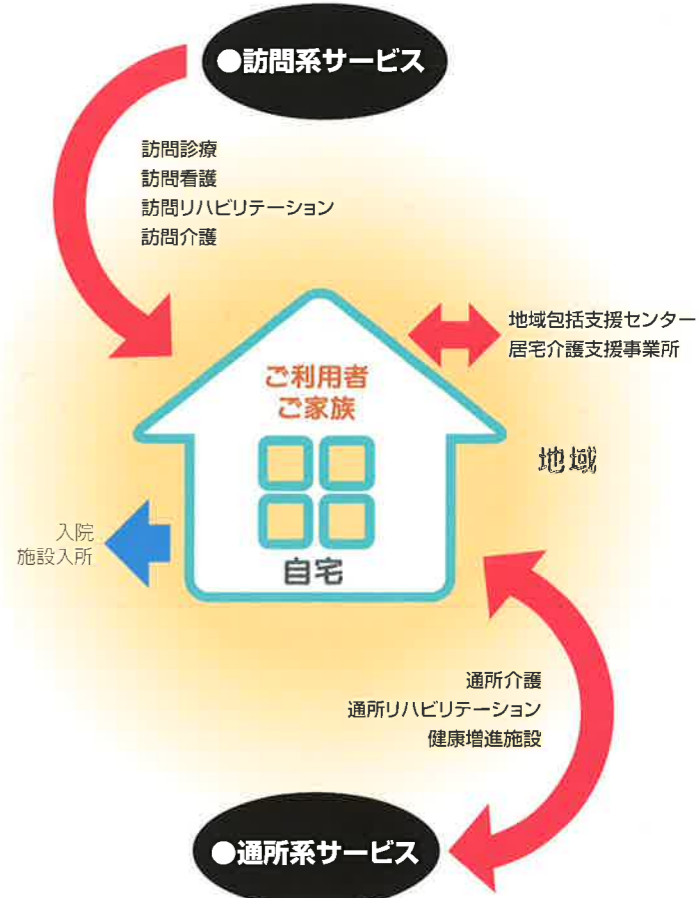 ●訪問系サービス
訪問診療
訪問看護
訪問リハビリテーション
訪問介護
地域包括支援センター
居宅介護支援事業所
ご利用者
ご家族
地域
入院
施設入所
自宅
通所介護
通所リハビリテーション
健康増進施設
●通所系サービス